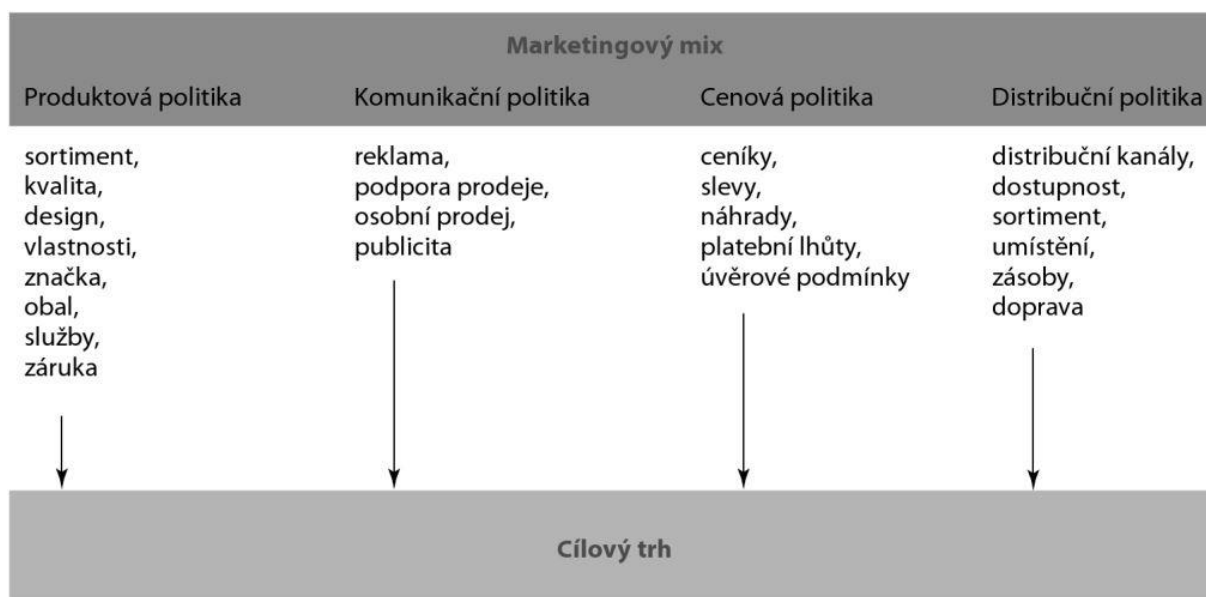 Marketingový mix
Produktová politika
Komunikační politika
Cenová politika
Distribuční politika
sortiment,
kvalita,
design,
vlastnosti,
značka,
obal,
služby,
záruka
reklama,
podpora prodeje,
osobní prodej,
publicita
ceníky,
slevy,
náhrady,
platební lhůty,
úvěrové podmínky
distribuční kanály,
dostupnost,
sortiment,
umístění,
zásoby,
doprava
Cílový trh